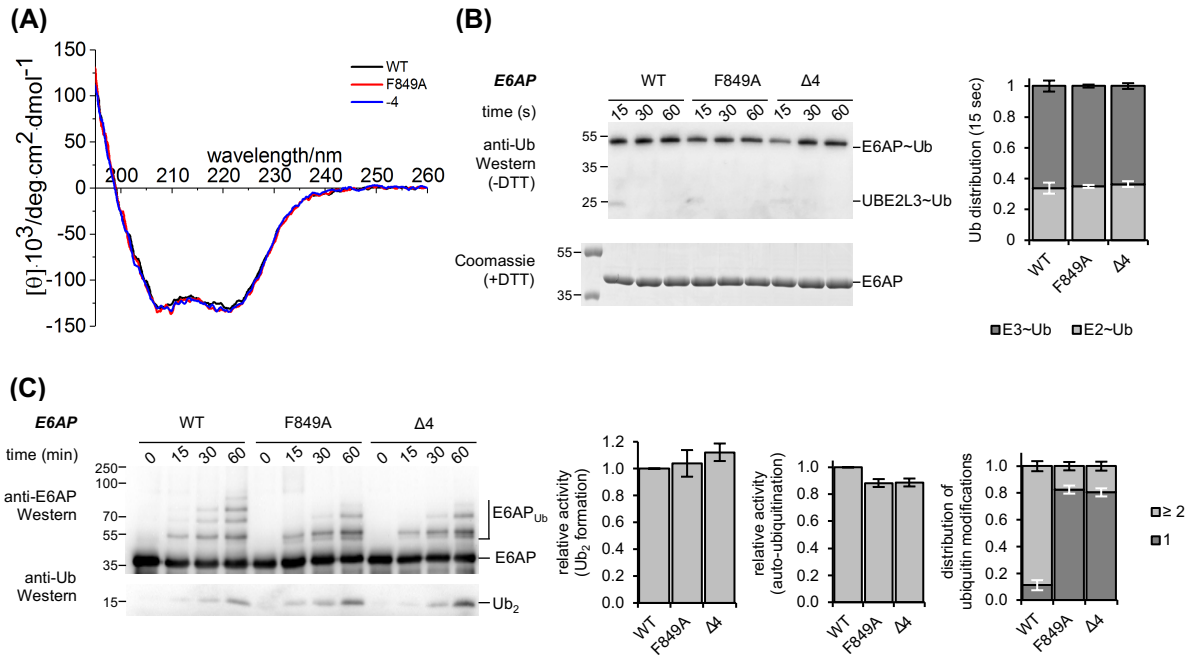 (A)
150
100
50
0
-50
-100
-150
[θ]·10³/deg·cm²·dmol⁻¹
wavelength/nm
200 210 220 230 240 250 260
WT
F849A
-4
(B)
E6AP WT F849A Δ4
time (s) 15 30 60 15 30 60 15 30 60
anti-Ub
Western
(-DTT)
55
35
25
E6AP~Ub
UBE2L3~Ub
Coomassie
(+DTT)
55
35
E6AP
Ub distribution (15 sec)
1
0.8
0.6
0.4
0.2
0
WT F849A Δ4
E3~Ub E2~Ub
(C)
E6AP WT F849A Δ4
time (min) 0 15 30 60 0 15 30 60 0 15 30 60
anti-E6AP
Western
250
100
70
55
35
E6APUb
E6AP
anti-Ub
Western
15
Ub₂
relative activity
(Ub₂ formation)
1.2
1.0
0.8
0.6
0.4
0.2
0.0
WT F849A Δ4
relative activity
(auto-ubiquitination)
1.0
0.8
0.6
0.4
0.2
0.0
WT F849A Δ4
distribution of
ubiquitin modifications
1.0
0.8
0.6
0.4
0.2
0.0
WT F849A Δ4
≥ 2
1